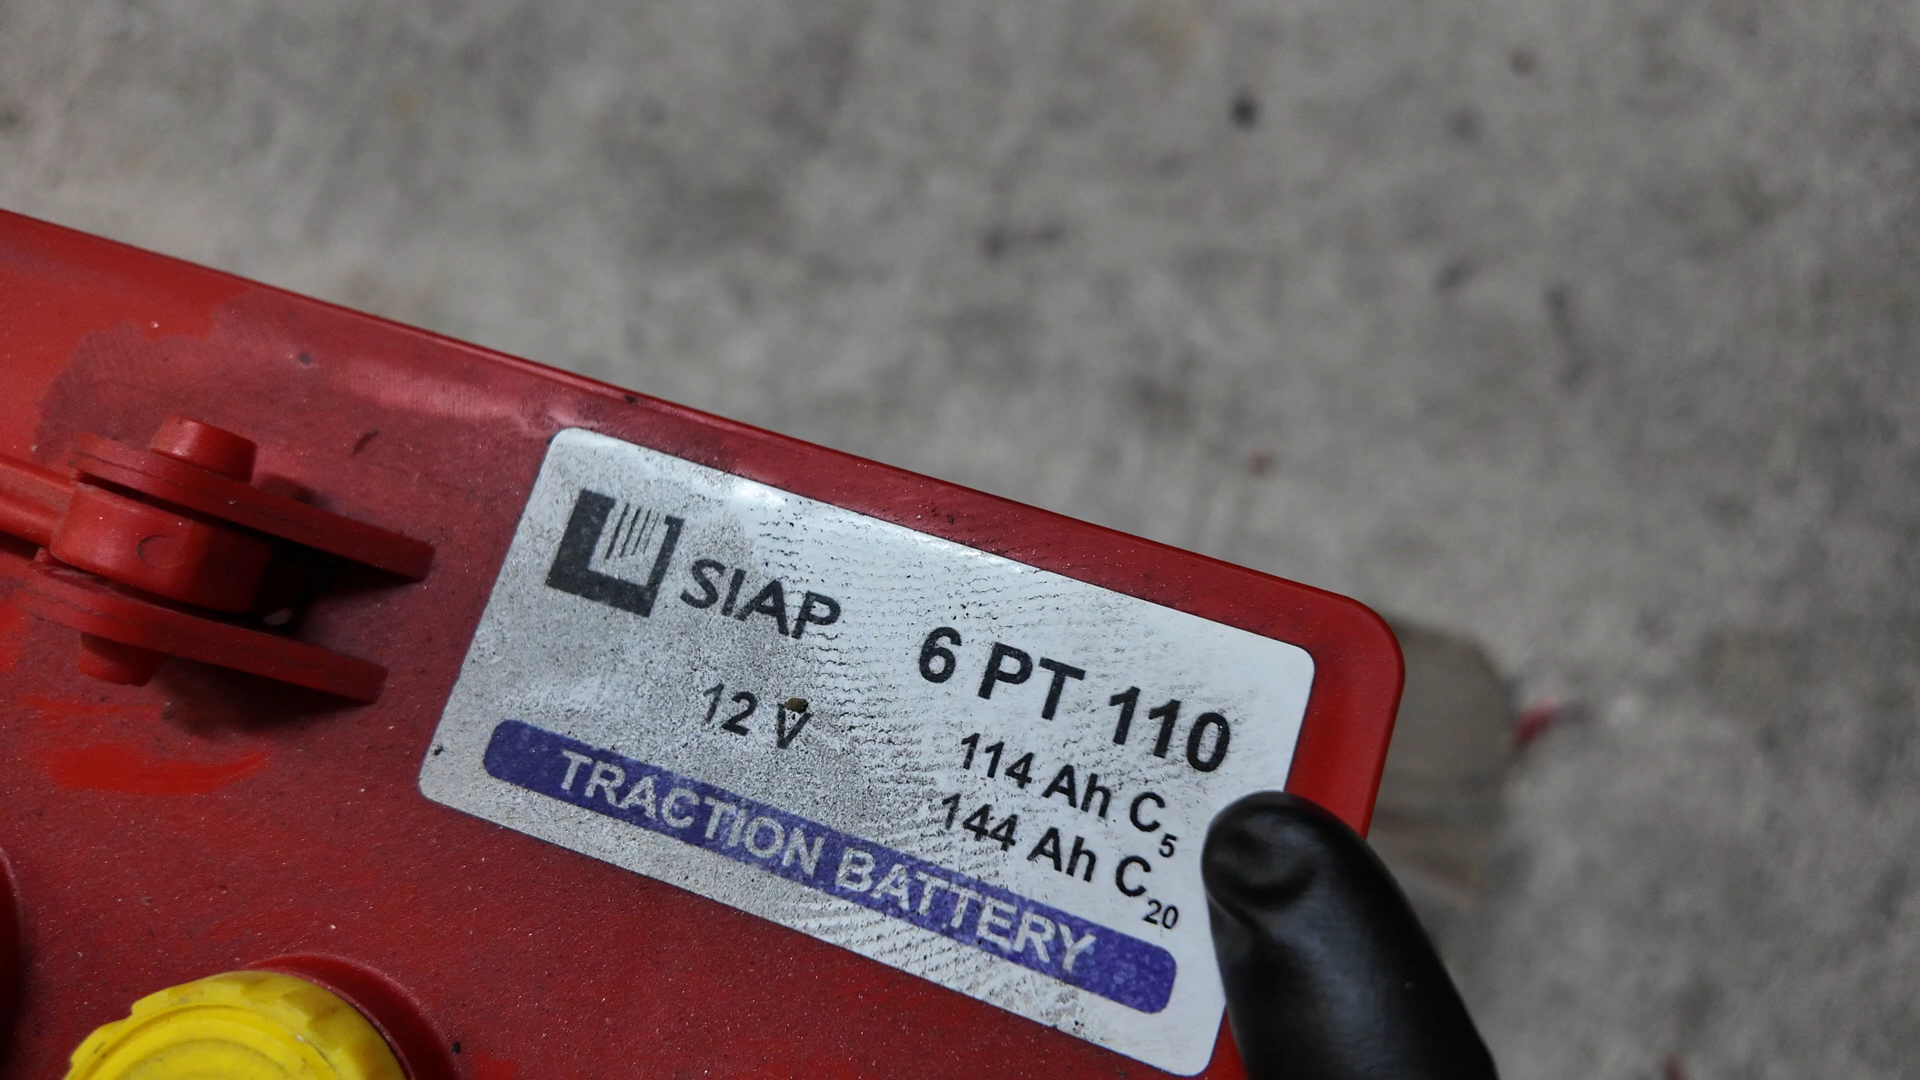 SIAP
6 PT 110
12 V
114 Ah C₅
144 Ah C₂₀
TRACTION BATTERY